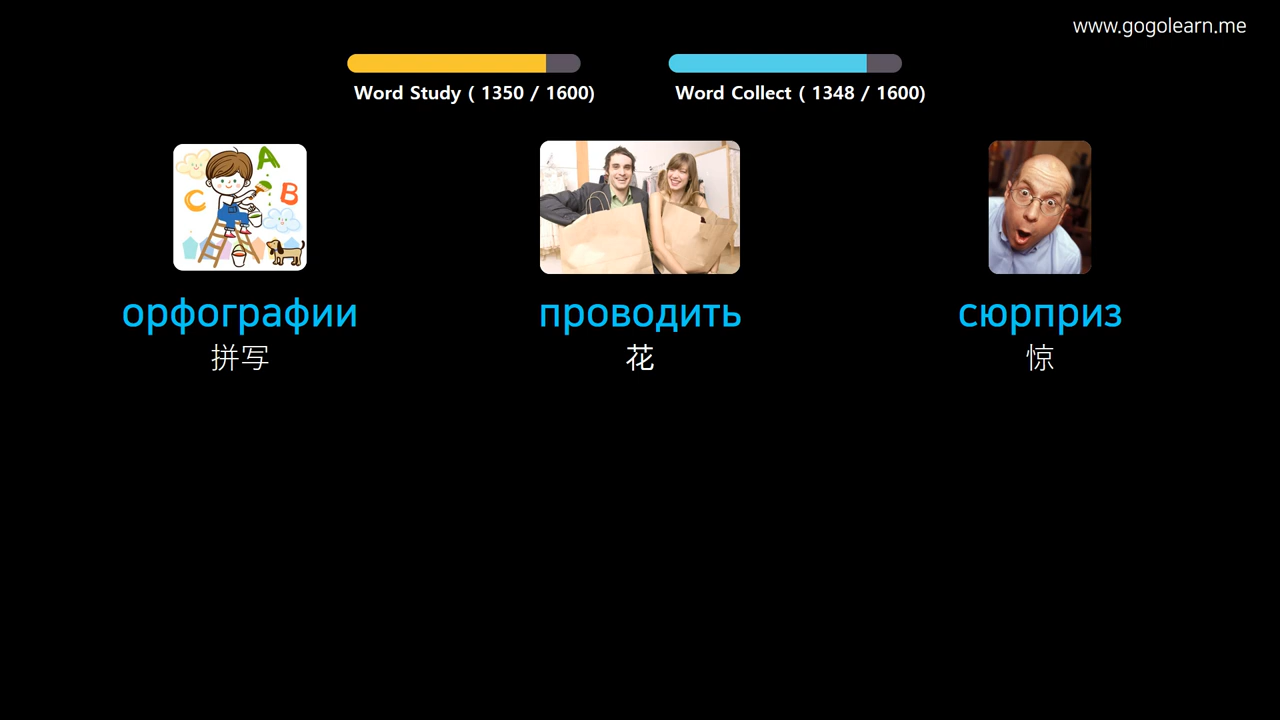 www.gogolearn.me
Word Study ( 1350 / 1600)
Word Collect ( 1348 / 1600)
A
B
C
орфографии
проводить
сюрприз
拼写
花
惊